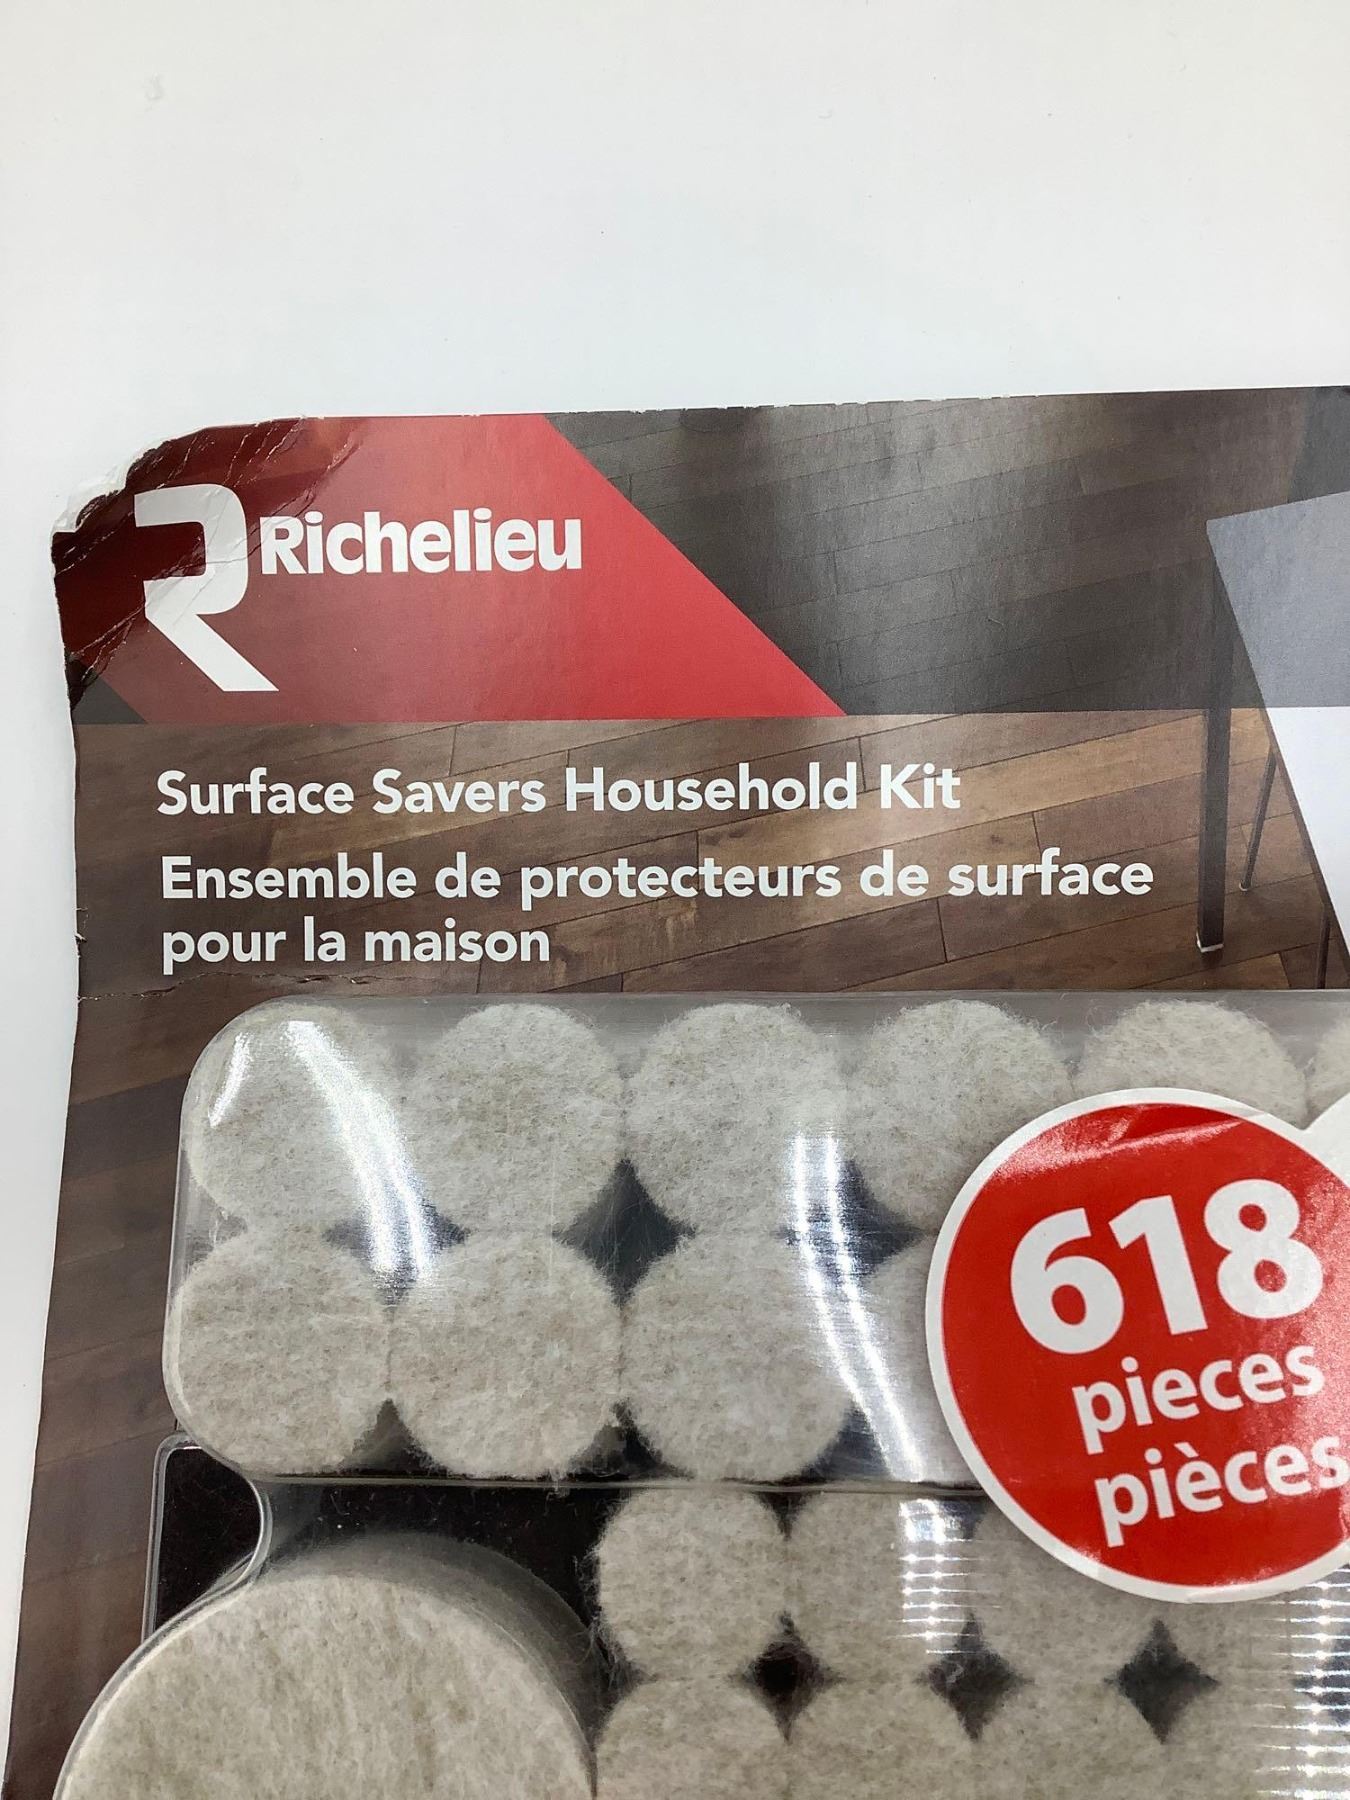 Richelieu
Surface Savers Household Kit
Ensemble de protecteurs de surface
pour la maison
618
pieces
pièces